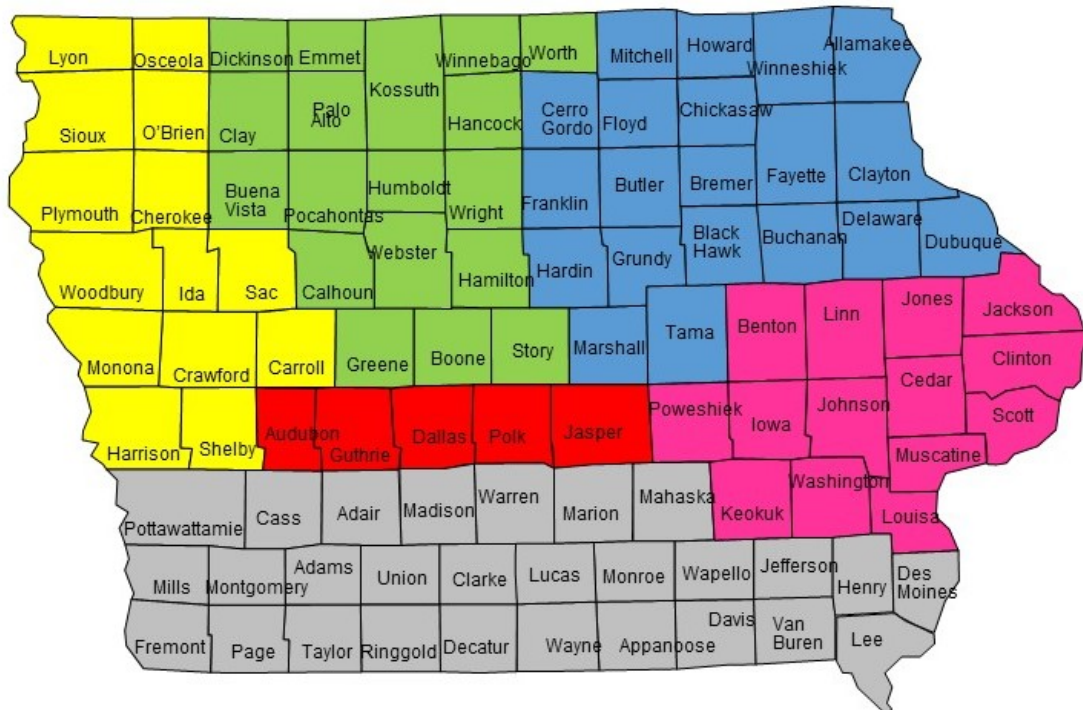 Lyon
Osceola
Dickinson
Emmet
Kossuth
Winnebago
Worth
Mitchell
Howard
Winneshiek
Allamakee
Sioux
O'Brien
Clay
Palo
Alto
Hancock
Cerro
Gordo
Floyd
Chickasaw
Plymouth
Cherokee
Buena
Vista
Pocahontas
Humboldt
Wright
Franklin
Butler
Bremer
Fayette
Clayton
Woodbury
Ida
Sac
Calhoun
Webster
Hamilton
Hardin
Grundy
Black
Hawk
Buchanan
Delaware
Dubuque
Monona
Crawford
Carroll
Greene
Boone
Story
Marshall
Tama
Benton
Linn
Jones
Jackson
Clinton
Harrison
Shelby
Audubon
Guthrie
Dallas
Polk
Jasper
Poweshiek
Iowa
Johnson
Cedar
Scott
Muscatine
Pottawattamie
Cass
Adair
Madison
Warren
Marion
Mahaska
Keokuk
Washington
Louisa
Mills
Montgomery
Adams
Union
Clarke
Lucas
Monroe
Wapello
Jefferson
Henry
Des
Moines
Fremont
Page
Taylor
Ringgold
Decatur
Wayne
Appanoose
Davis
Van
Buren
Lee